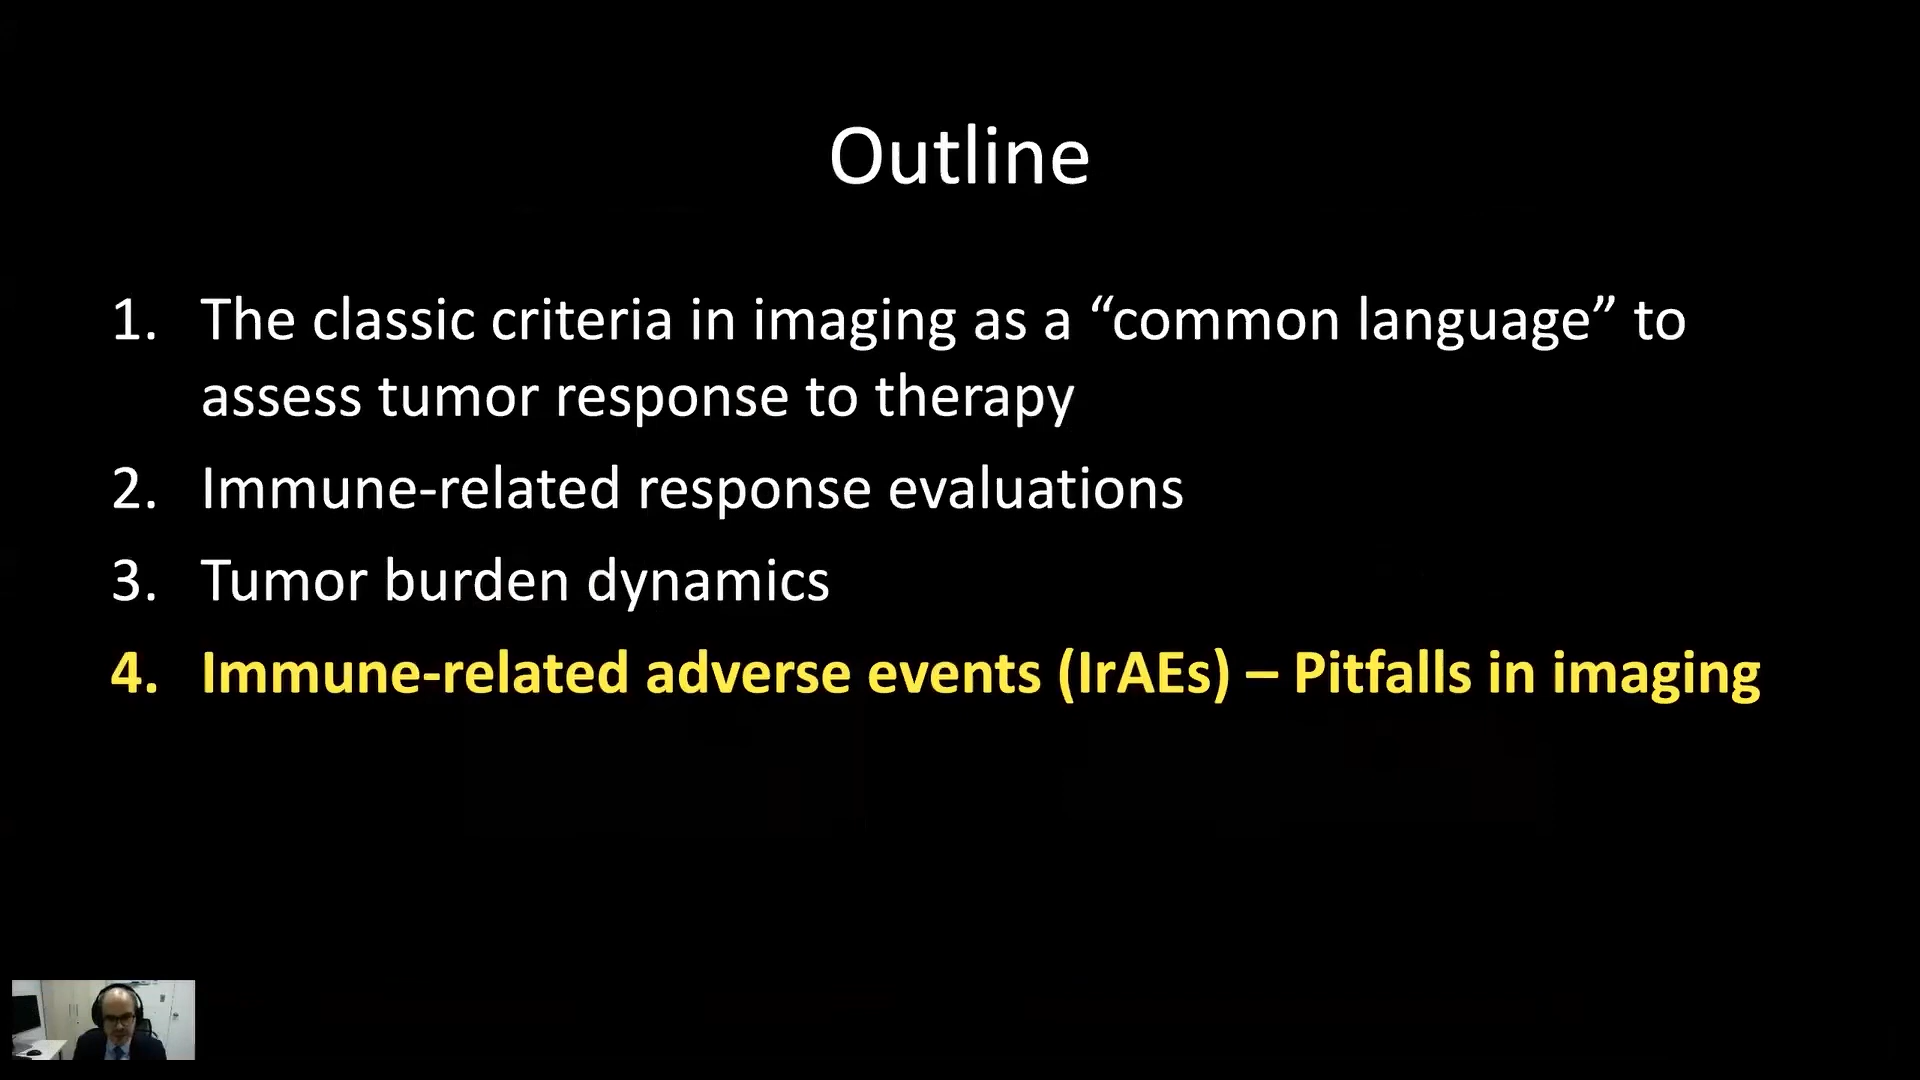 Outline
1. The classic criteria in imaging as a “common language” to
assess tumor response to therapy
2. Immune-related response evaluations
3. Tumor burden dynamics
4. Immune-related adverse events (IrAEs) – Pitfalls in imaging